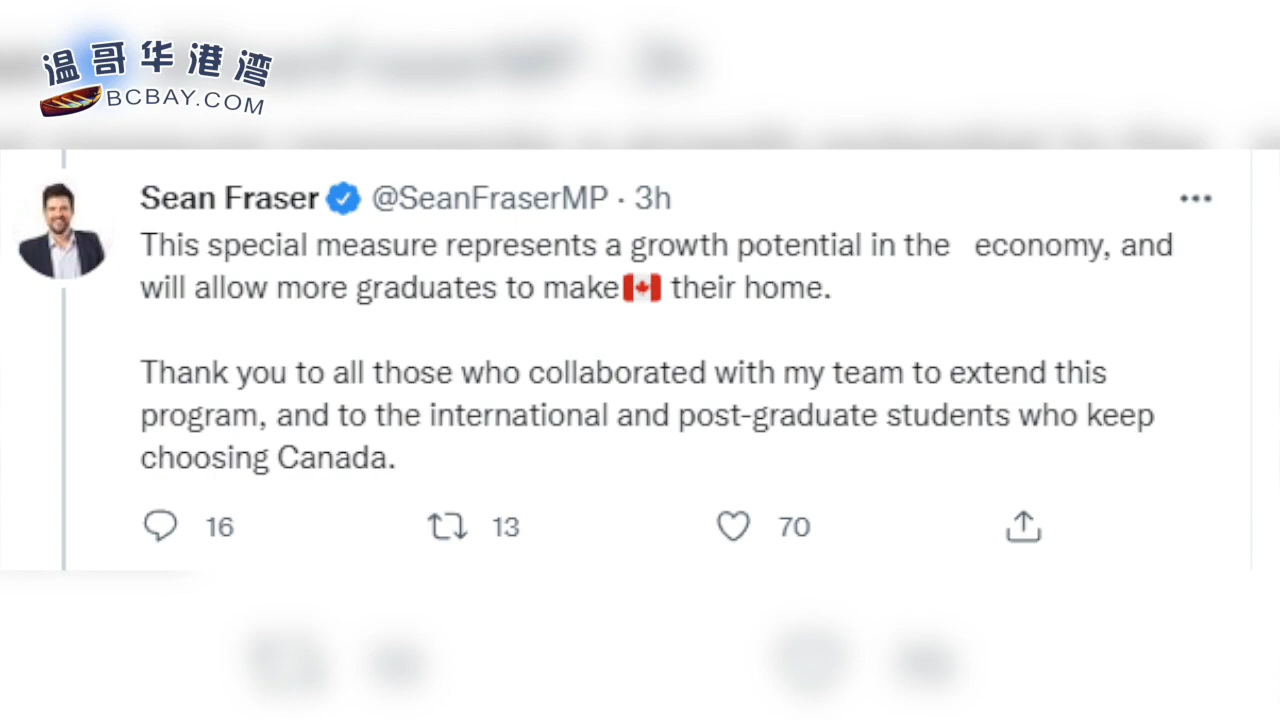 温哥华港湾
BCBAY.COM
Sean Fraser @SeanFraserMP · 3h
This special measure represents a growth potential in the economy, and
will allow more graduates to make🇨🇦 their home.
Thank you to all those who collaborated with my team to extend this
program, and to the international and post-graduate students who keep
choosing Canada.
16 13 70